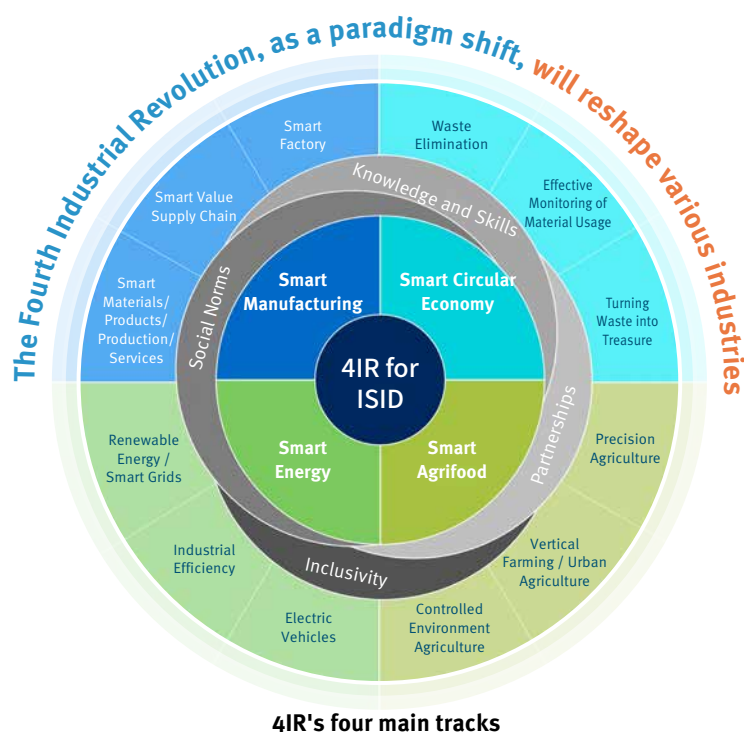 The Fourth Industrial Revolution, as a paradigm shift, will reshape various industries
Smart
Factory
Waste
Elimination
Smart Value
Supply Chain
Effective
Monitoring of
Material Usage
Smart
Materials/
Products/
Production/
Services
Turning
Waste into
Treasure
Knowledge and Skills
Social Norms
Partnerships
Inclusivity
Smart
Manufacturing
Smart Circular
Economy
4IR for
ISID
Smart
Energy
Smart
Agrifood
Renewable
Energy /
Smart Grids
Precision
Agriculture
Industrial
Efficiency
Vertical
Farming / Urban
Agriculture
Electric
Vehicles
Controlled
Environment
Agriculture
4IR's four main tracks